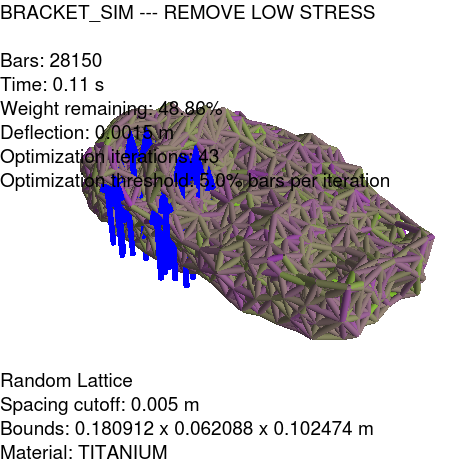 BRACKET_SIM --- REMOVE LOW STRESS
Bars: 28150
Time: 0.11 s
Weight remaining: 48.86%
Deflection: 0.0015 m
Optimization iterations: 43
Optimization threshold: 5.0% bars per iteration
Random Lattice
Spacing cutoff: 0.005 m
Bounds: 0.180912 x 0.062088 x 0.102474 m
Material: TITANIUM